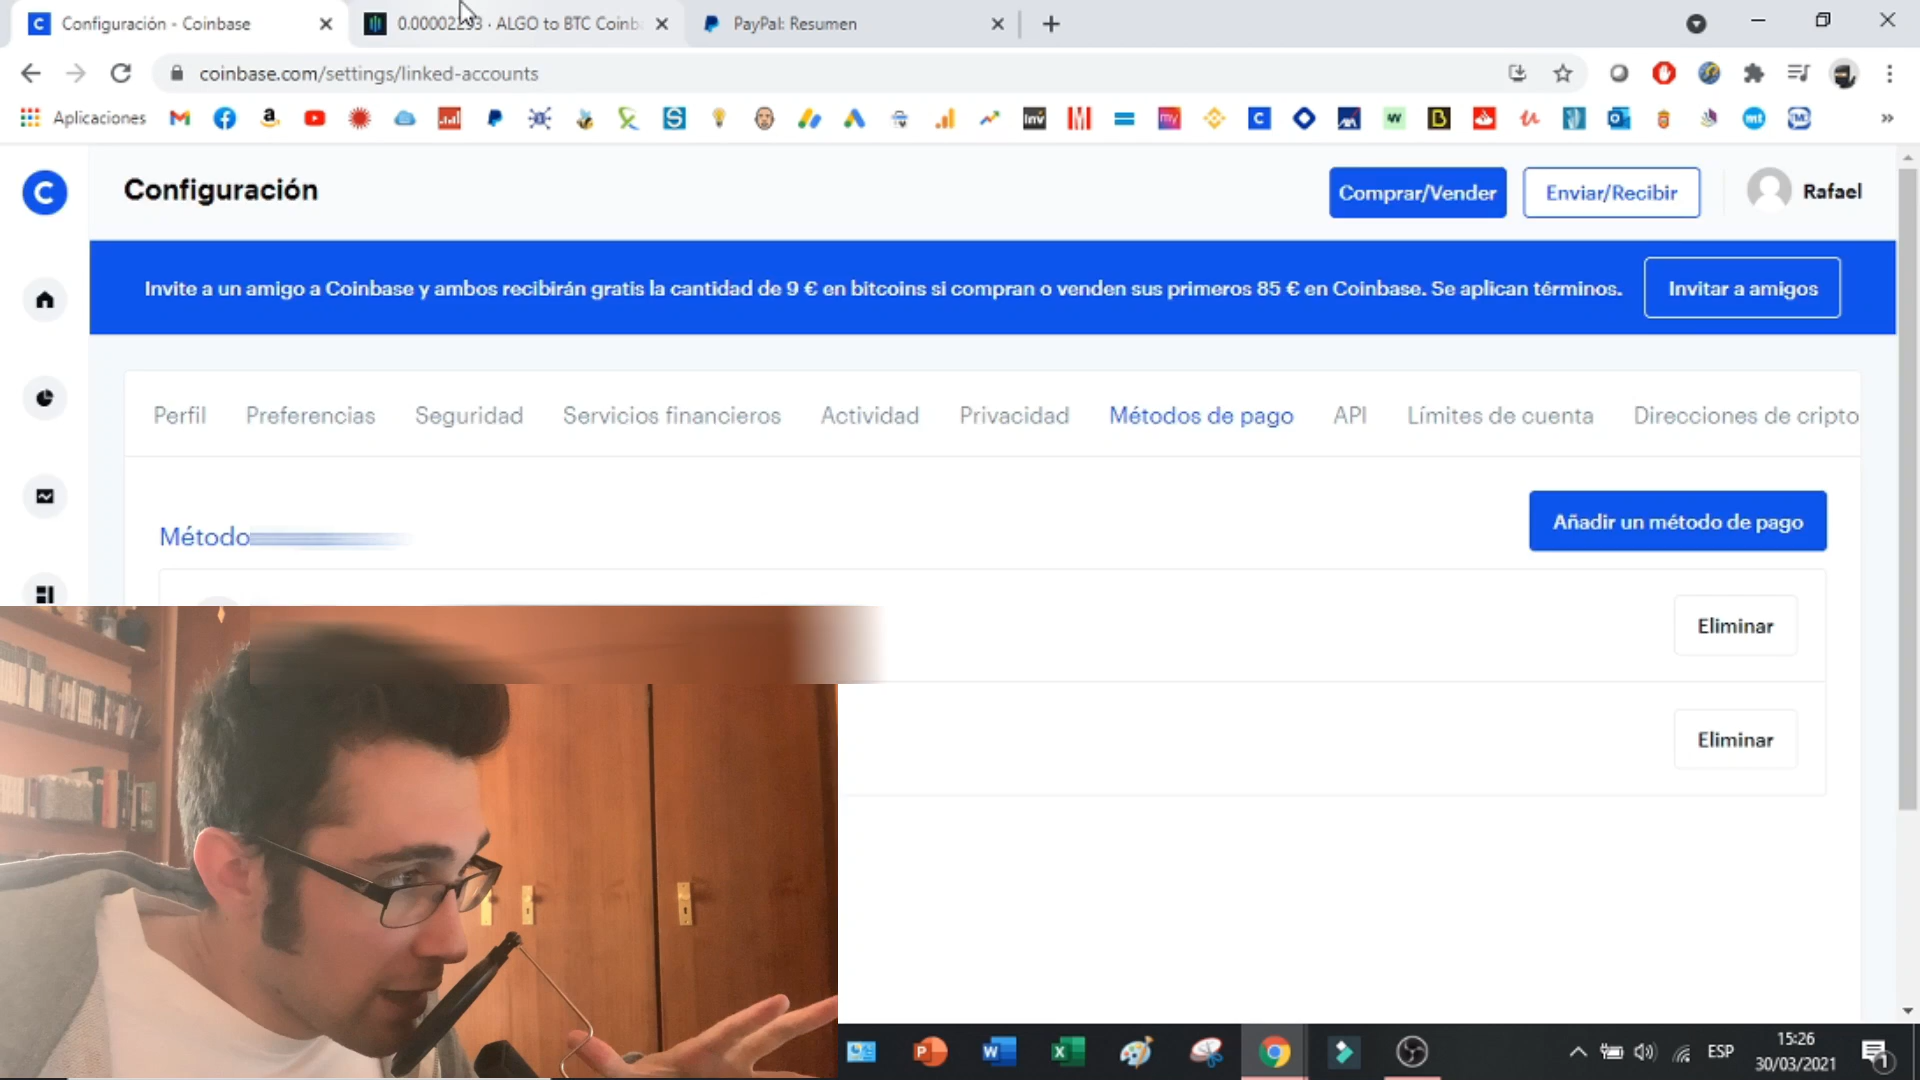 Configuración - Coinbase
0.00002293 · ALGO to BTC Coinb
PayPal: Resumen
coinbase.com/settings/linked-accounts
Aplicaciones
Configuración
Comprar/Vender
Enviar/Recibir
Rafael
Invite a un amigo a Coinbase y ambos recibirán gratis la cantidad de 9 € en bitcoins si compran o venden sus primeros 85 € en Coinbase. Se aplican términos.
Invitar a amigos
Perfil Preferencias Seguridad Servicios financieros Actividad Privacidad Métodos de pago API Límites de cuenta Direcciones de cripto
Método
Añadir un método de pago
Eliminar
Eliminar
ESP
15:26
30/03/2021
1